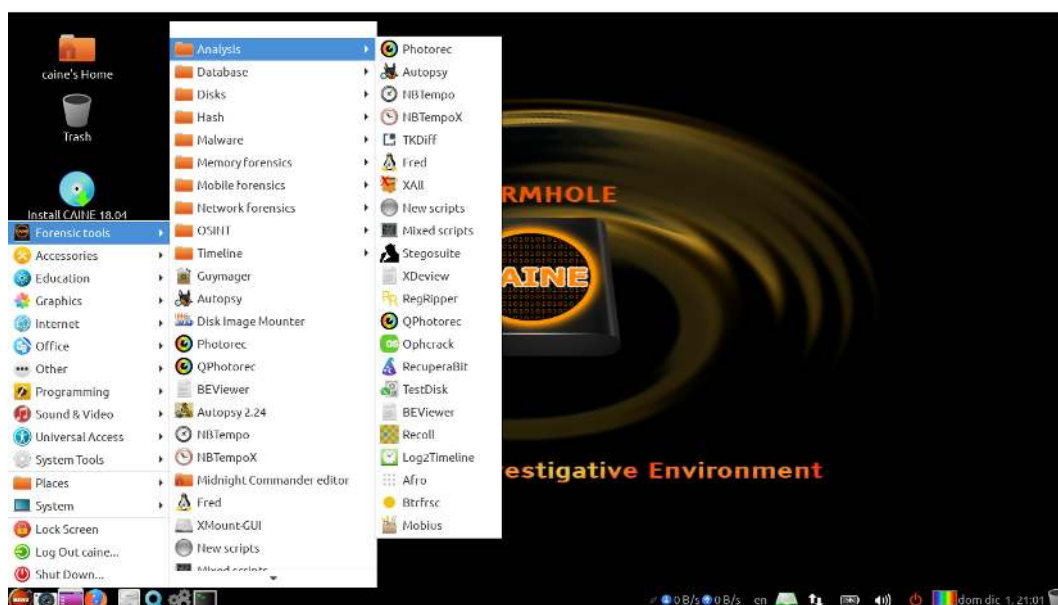 caine's Home
Trash
Install CAINE 18.04
Forensic tools
Accessories
Education
Graphics
Internet
Office
Other
Programming
Sound & Video
Universal Access
System Tools
Places
System
Lock Screen
Log Out caine...
Shut Down...
Analysis
Database
Disks
Hash
Malware
Memory forensics
Mobile forensics
Network forensics
OSINT
Timeline
Guymager
Autopsy
Disk Image Mounter
Photorec
QPhotorec
BEViewer
Autopsy 2.24
NBTempo
NBTempoX
Midnight Commander editor
Fred
XMount-GUI
New scripts
Mixed scripts
Photorec
Autopsy
NBTempo
NBTempoX
TKDiff
Fred
XAll
New scripts
Mixed scripts
Stegosuite
XDeview
RegRipper
QPhotorec
Ophcrack
RecuperaBit
TestDisk
BEViewer
Recoll
Log2Timeline
Afro
Btrfrsc
Mobius
RMHOLE
CAINE
estigative Environment
0 B/s 0 B/s en dom dic 1, 21:01